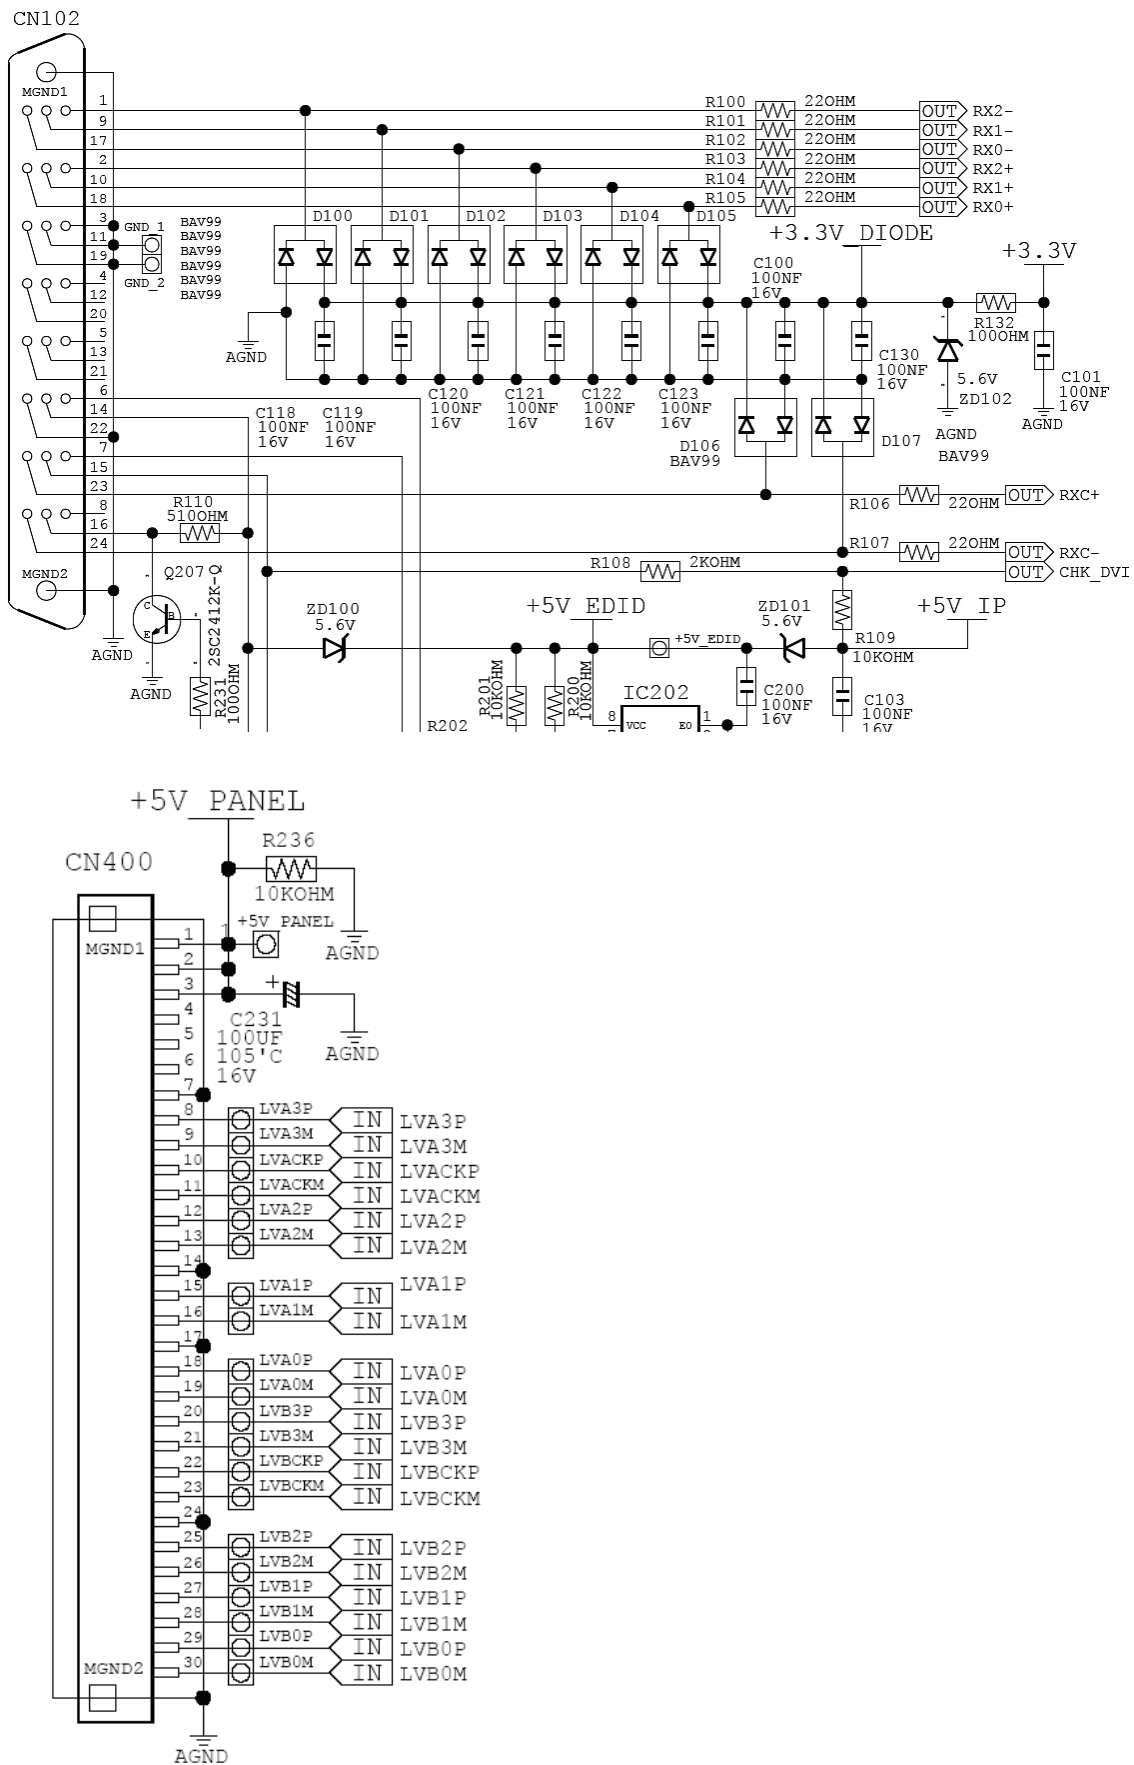 CN102
MGND1
1
9
17
2
10
18
3
11
19
4
12
20
5
13
21
6
14
22
7
15
23
8
16
24
MGND2
R100 22OHM OUT RX2-
R101 22OHM OUT RX1-
R102 22OHM OUT RX0-
R103 22OHM OUT RX2+
R104 22OHM OUT RX1+
R105 22OHM OUT RX0+
GND_1
GND_2
BAV99
BAV99
BAV99
BAV99
BAV99
BAV99
D100 D101 D102 D103 D104 D105
+3.3V_DIODE
+3.3V
C100
100NF
16V
AGND
R132
100OHM
C130
100NF
16V
5.6V
ZD102
C101
100NF
16V
AGND
AGND
C118
100NF
16V
C119
100NF
16V
C120
100NF
16V
C121
100NF
16V
C122
100NF
16V
C123
100NF
16V
D106
BAV99
D107
BAV99
R106 22OHM OUT RXC+
R110
510OHM
R107 22OHM OUT RXC-
R108 2KOHM OUT CHK_DVI
Q207
C
B
E
2SC2412K-Q
AGND
AGND
R231
100OHM
ZD100
5.6V
+5V_EDID
+5V_EDID
ZD101
5.6V
+5V_IP
R109
10KOHM
R201
10KOHM
R200
10KOHM
IC202
8 VCC E0 1
C200
100NF
16V
C103
100NF
16V
R202
+5V_PANEL
R236
10KOHM
AGND
CN400
MGND1
+5V_PANEL
1
1
2
3
4
5
6
7
+
C231
100UF
105'C
16V
AGND
8 LVA3P IN LVA3P
9 LVA3M IN LVA3M
10 LVACKP IN LVACKP
11 LVACKM IN LVACKM
12 LVA2P IN LVA2P
13 LVA2M IN LVA2M
14
15 LVA1P IN LVA1P
16 LVA1M IN LVA1M
17
18 LVA0P IN LVA0P
19 LVA0M IN LVA0M
20 LVB3P IN LVB3P
21 LVB3M IN LVB3M
22 LVBCKP IN LVBCKP
23 LVBCKM IN LVBCKM
24
25 LVB2P IN LVB2P
26 LVB2M IN LVB2M
27 LVB1P IN LVB1P
28 LVB1M IN LVB1M
29 LVB0P IN LVB0P
30 LVB0M IN LVB0M
MGND2
AGND